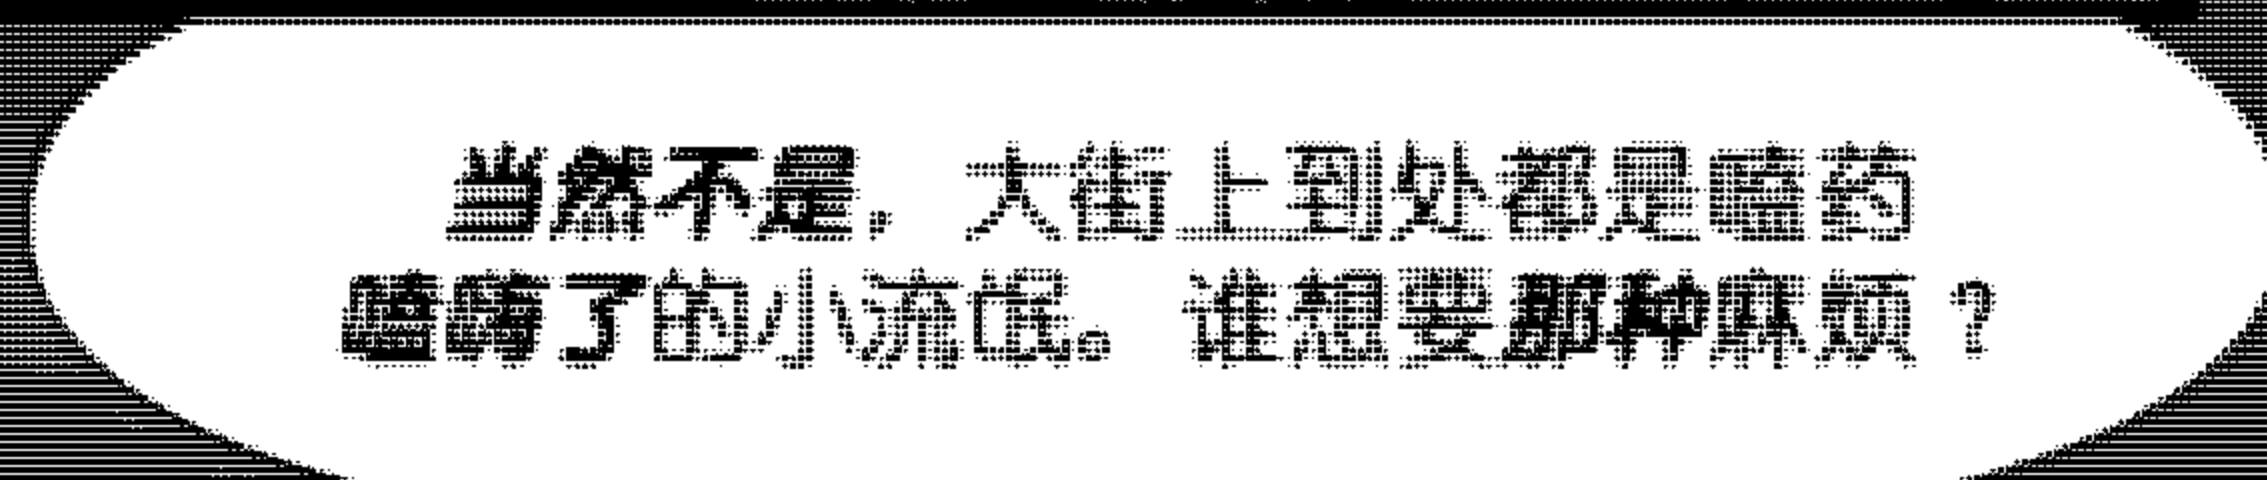 当然不是，大街上到处都是嗑药
嗑疯了的小流氓。谁想要那种麻烦？